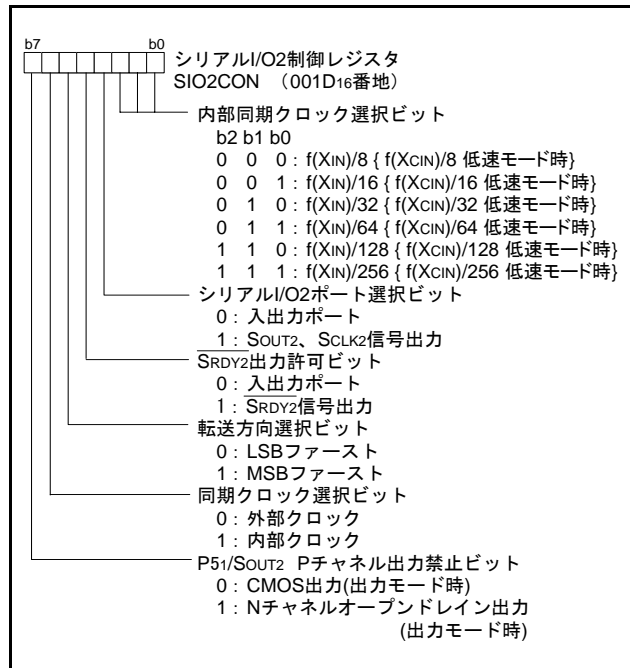 b7 b0
シリアルI/O2制御レジスタ
SIO2CON （001D16番地）
内部同期クロック選択ビット
b2 b1 b0
0 0 0：f(XIN)/8 { f(XCIN)/8 低速モード時}
0 0 1：f(XIN)/16 { f(XCIN)/16 低速モード時}
0 1 0：f(XIN)/32 { f(XCIN)/32 低速モード時}
0 1 1：f(XIN)/64 { f(XCIN)/64 低速モード時}
1 1 0：f(XIN)/128 { f(XCIN)/128 低速モード時}
1 1 1：f(XIN)/256 { f(XCIN)/256 低速モード時}
シリアルI/O2ポート選択ビット
0：入出力ポート
1：SOUT2、SCLK2信号出力
SRDY2出力許可ビット
0：入出力ポート
1：SRDY2信号出力
転送方向選択ビット
0：LSBファースト
1：MSBファースト
同期クロック選択ビット
0：外部クロック
1：内部クロック
P51/SOUT2 Pチャネル出力禁止ビット
0：CMOS出力(出力モード時)
1：Nチャネルオープンドレイン出力
(出力モード時)